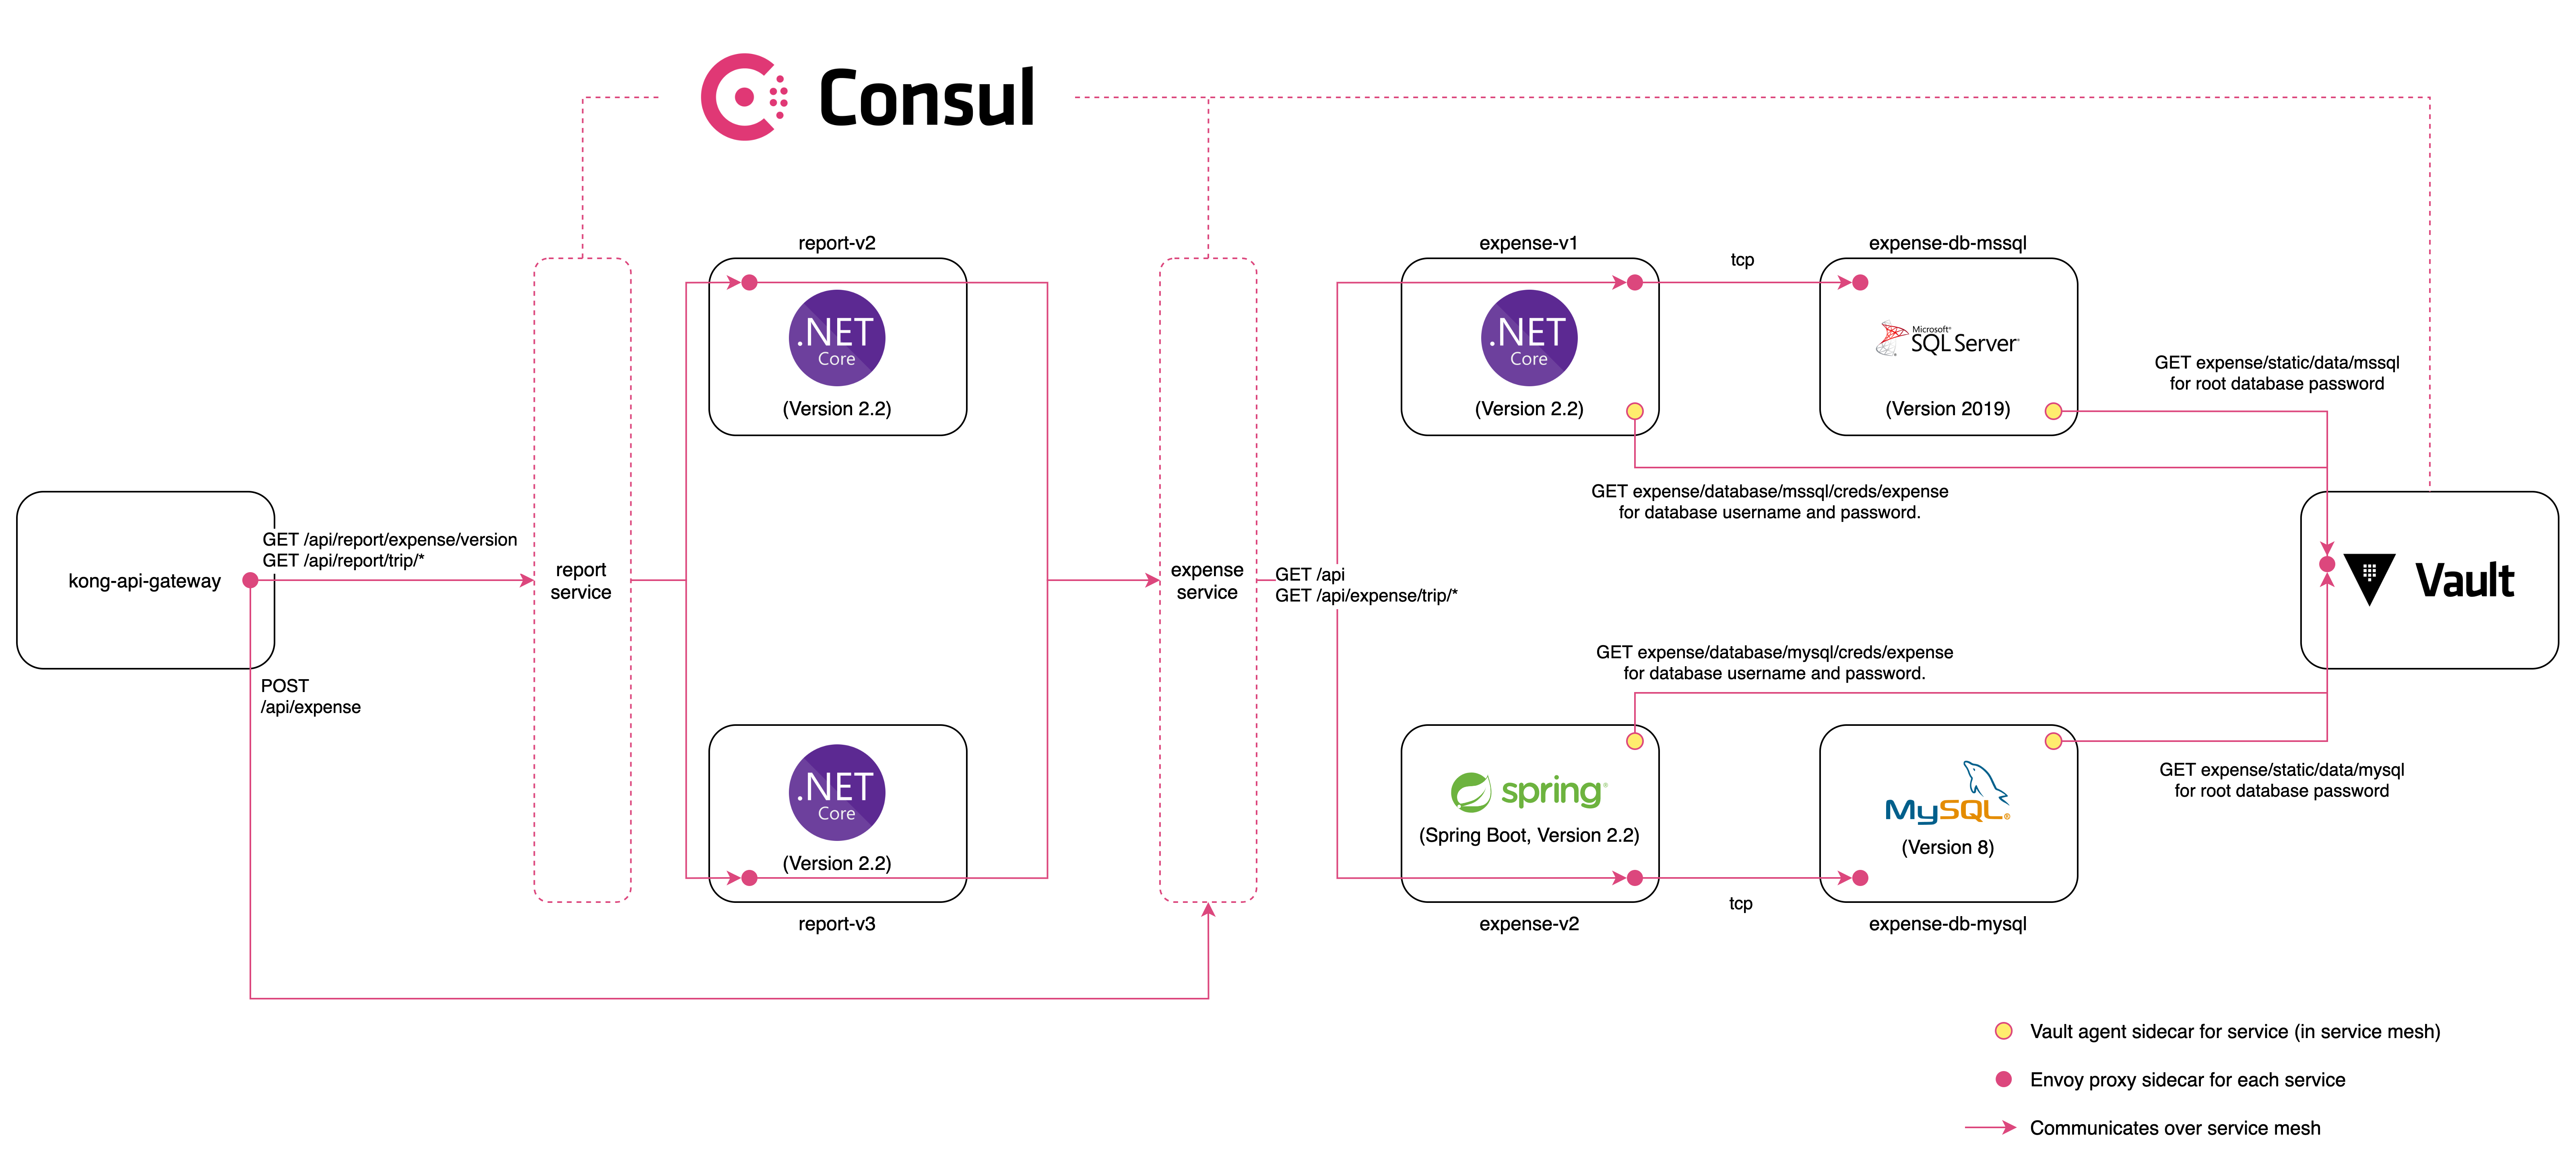 Consul
report-v2
.NET
Core
(Version 2.2)
expense-v1
.NET
Core
(Version 2.2)
tcp
expense-db-mssql
Microsoft®
SQL Server
(Version 2019)
GET expense/static/data/mssql
for root database password
GET expense/database/mssql/creds/expense
for database username and password.
kong-api-gateway
GET /api/report/expense/version
GET /api/report/trip/*
report
service
expense
service
GET /api
GET /api/expense/trip/*
Vault
POST
/api/expense
GET expense/database/mysql/creds/expense
for database username and password.
.NET
Core
(Version 2.2)
report-v3
spring®
(Spring Boot, Version 2.2)
expense-v2
tcp
MySQL®
(Version 8)
expense-db-mysql
GET expense/static/data/mysql
for root database password
Vault agent sidecar for service (in service mesh)
Envoy proxy sidecar for each service
Communicates over service mesh